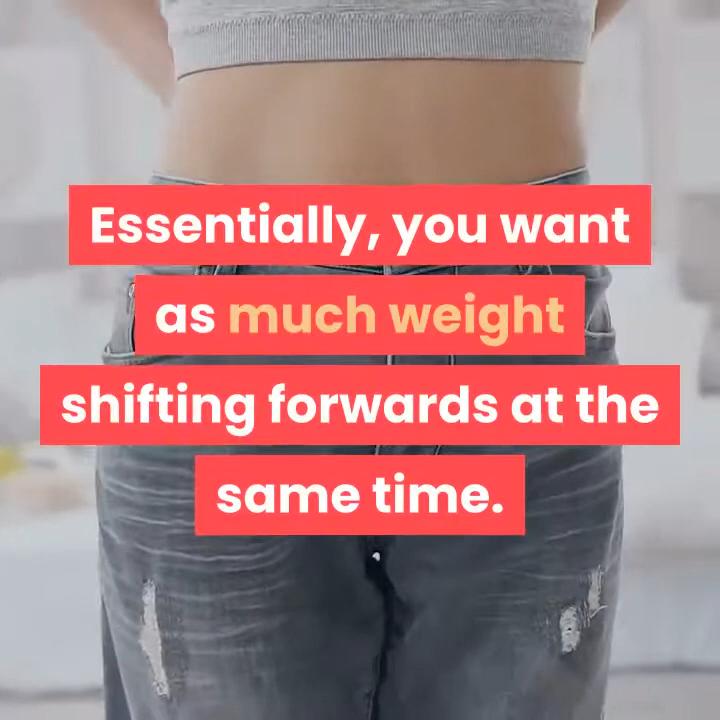 Essentially, you want
as much weight
shifting forwards at the
same time.